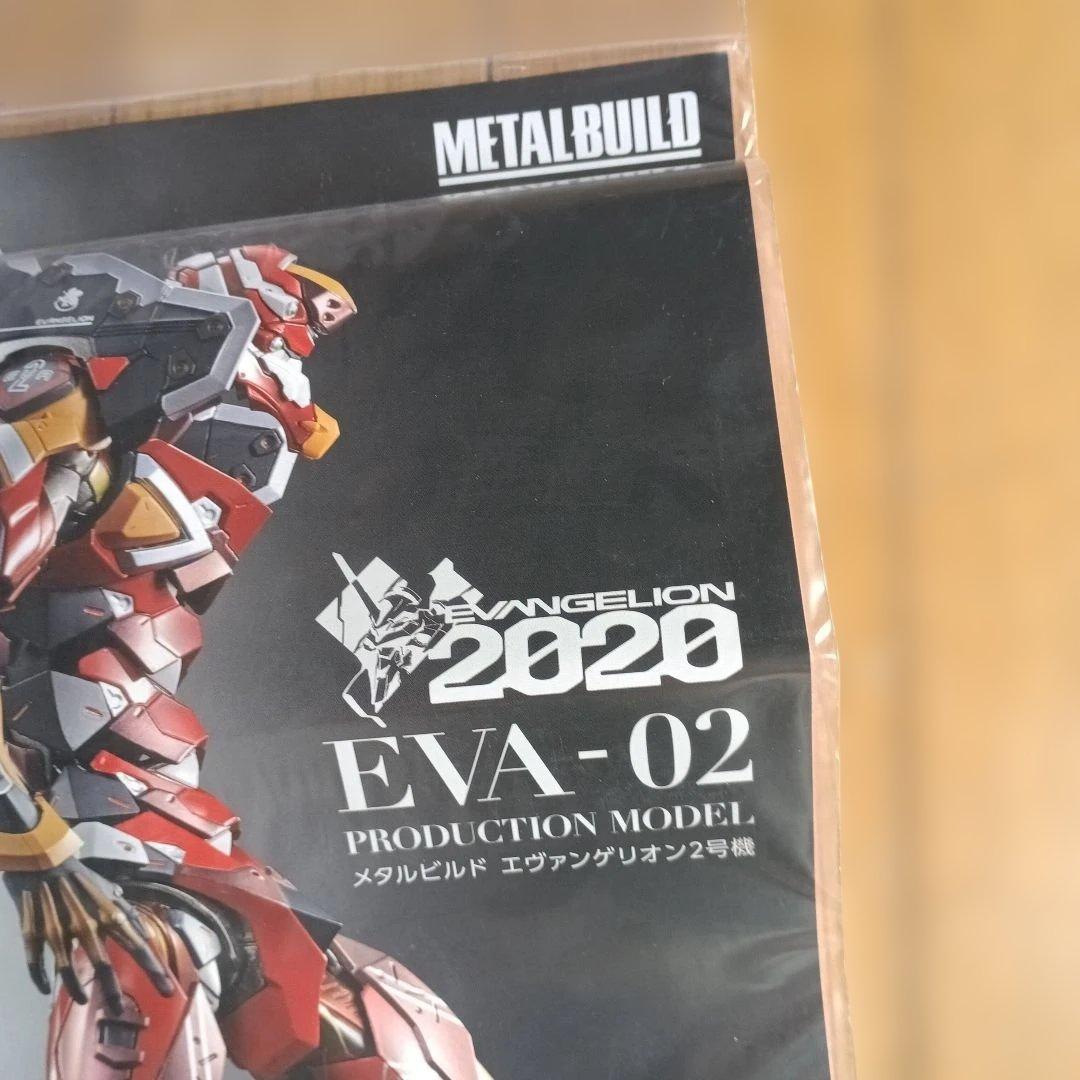 METALBUILD
EVANGELION
EVANGELION
2020
EVA-02
PRODUCTION MODEL
メタルビルド エヴァンゲリオン2号機